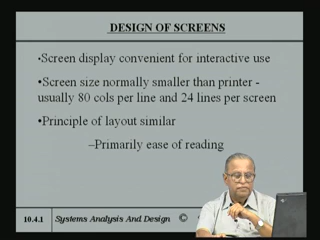 DESIGN OF SCREENS
•Screen display convenient for interactive use
•Screen size normally smaller than printer -
usually 80 cols per line and 24 lines per screen
•Principle of layout similar
–Primarily ease of reading
10.4.1 Systems Analysis And Design ©